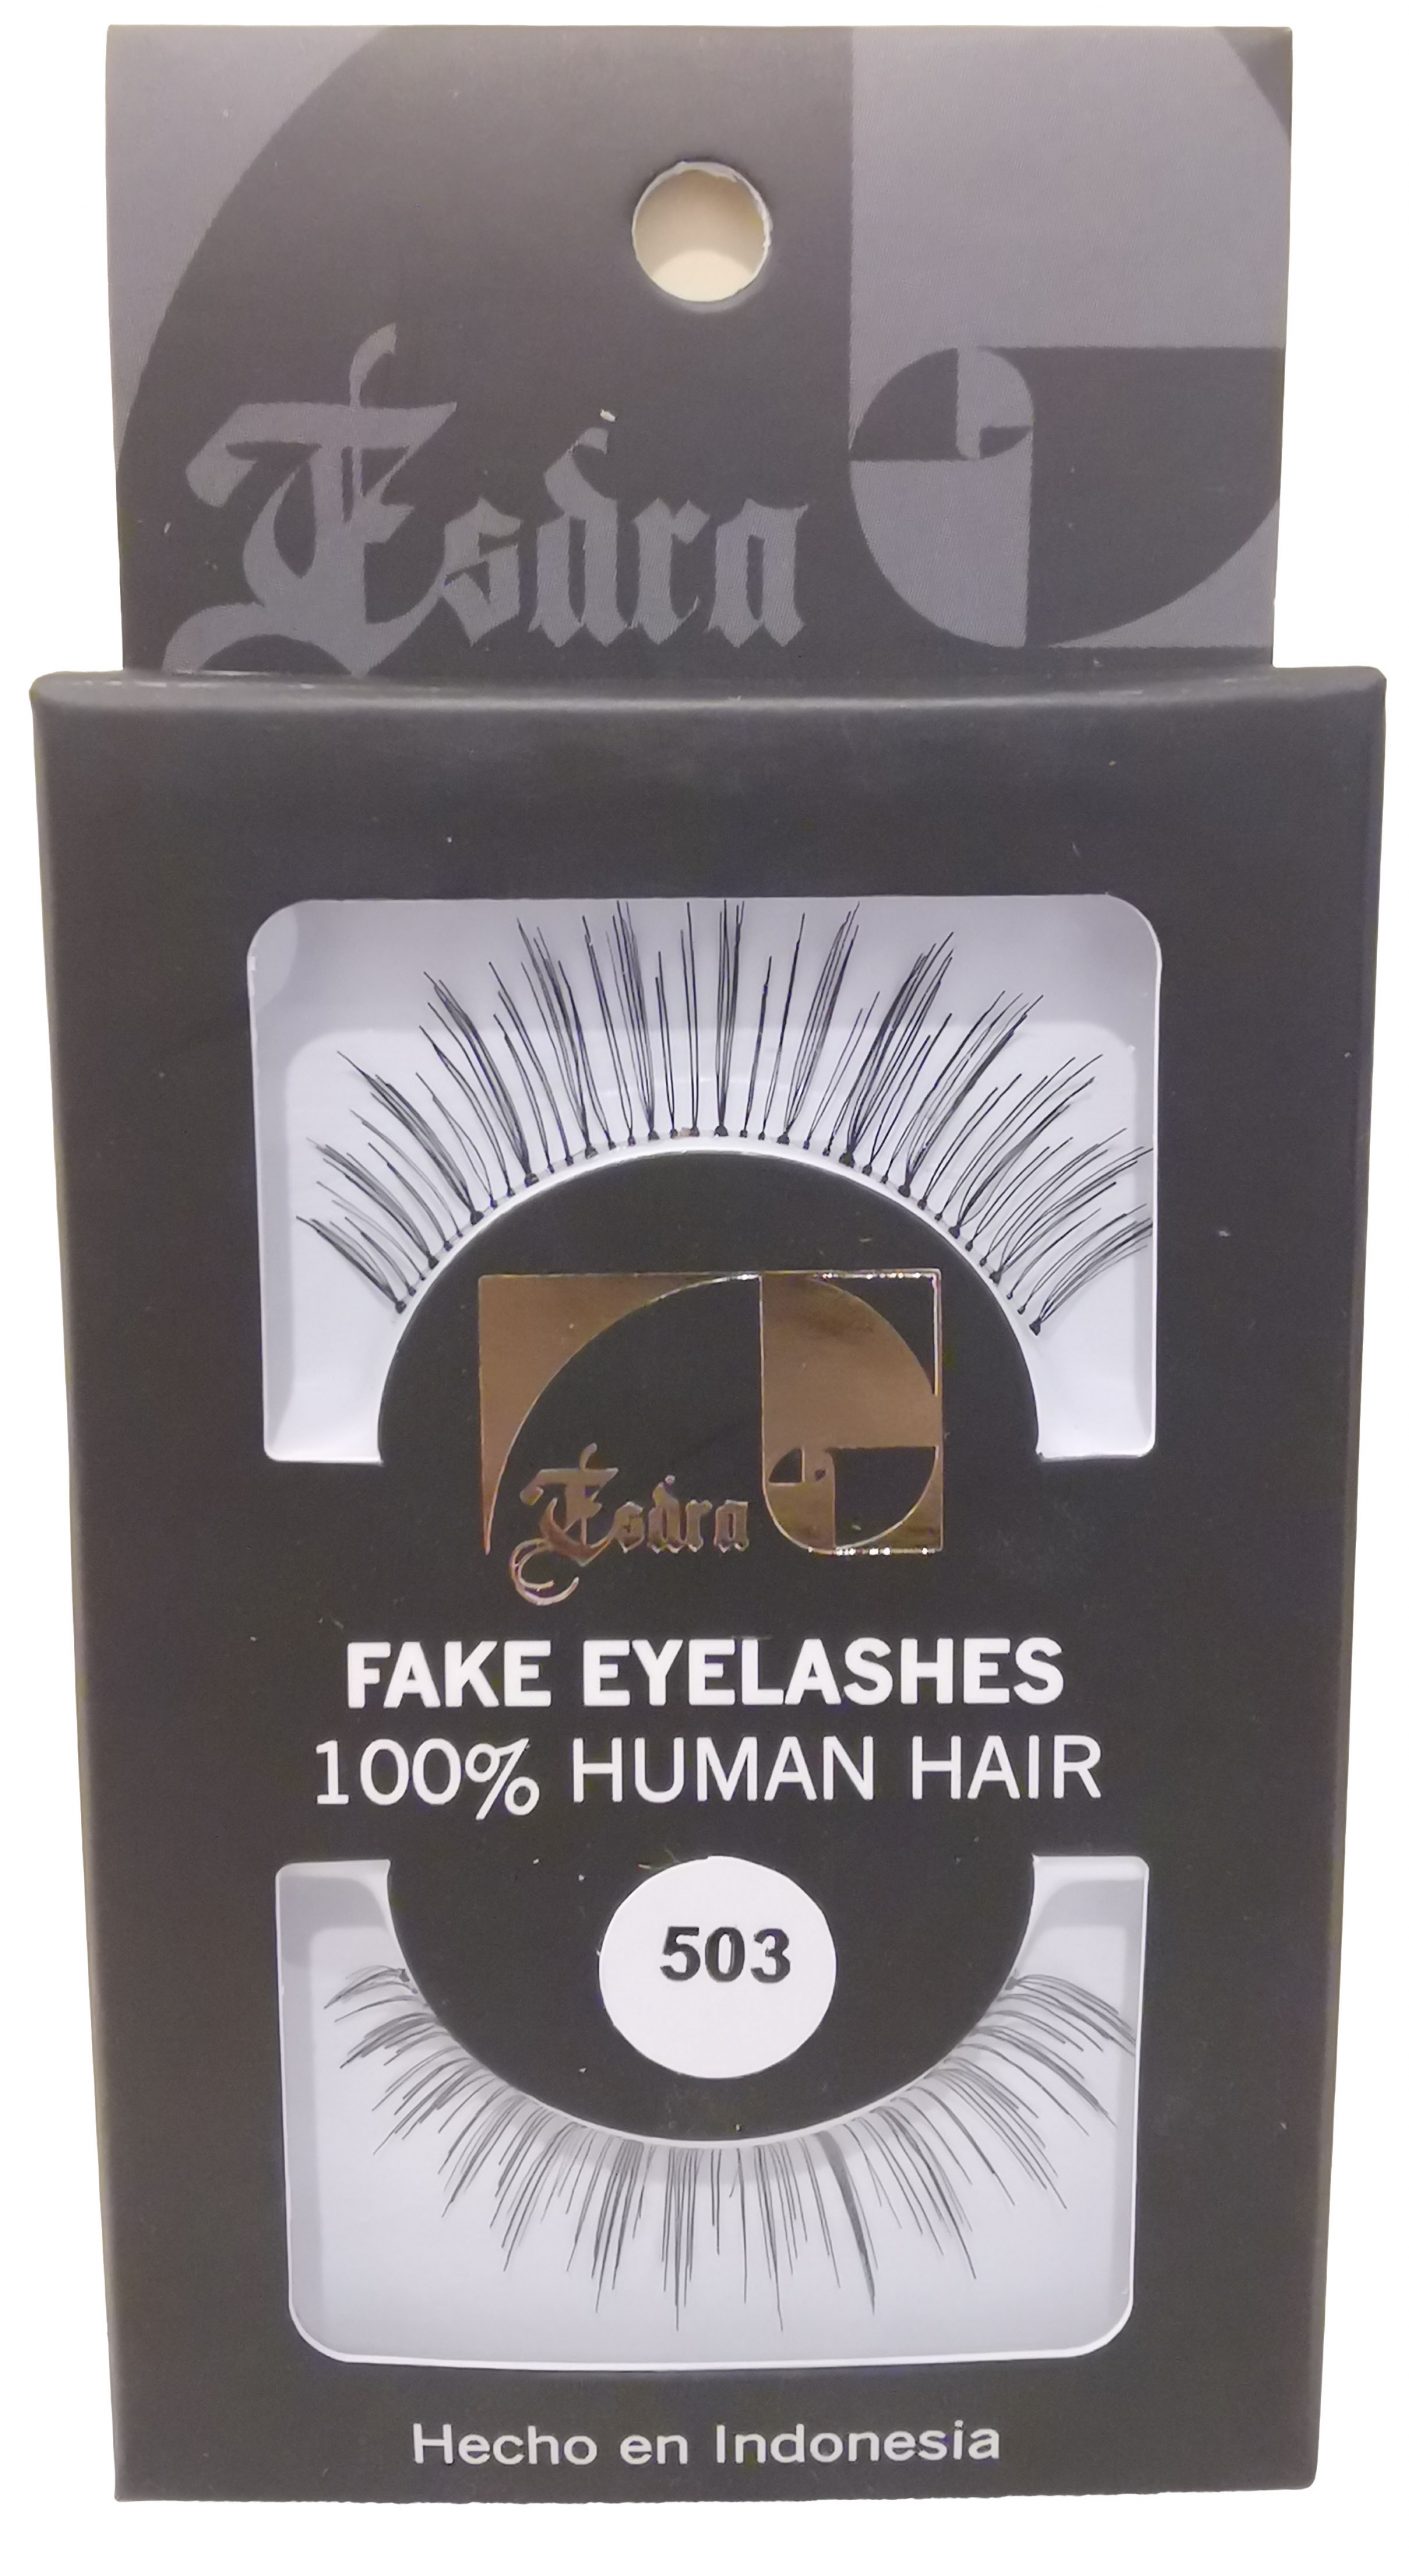 Esdra
Esdra
FAKE EYELASHES
100% HUMAN HAIR
503
Hecho en Indonesia